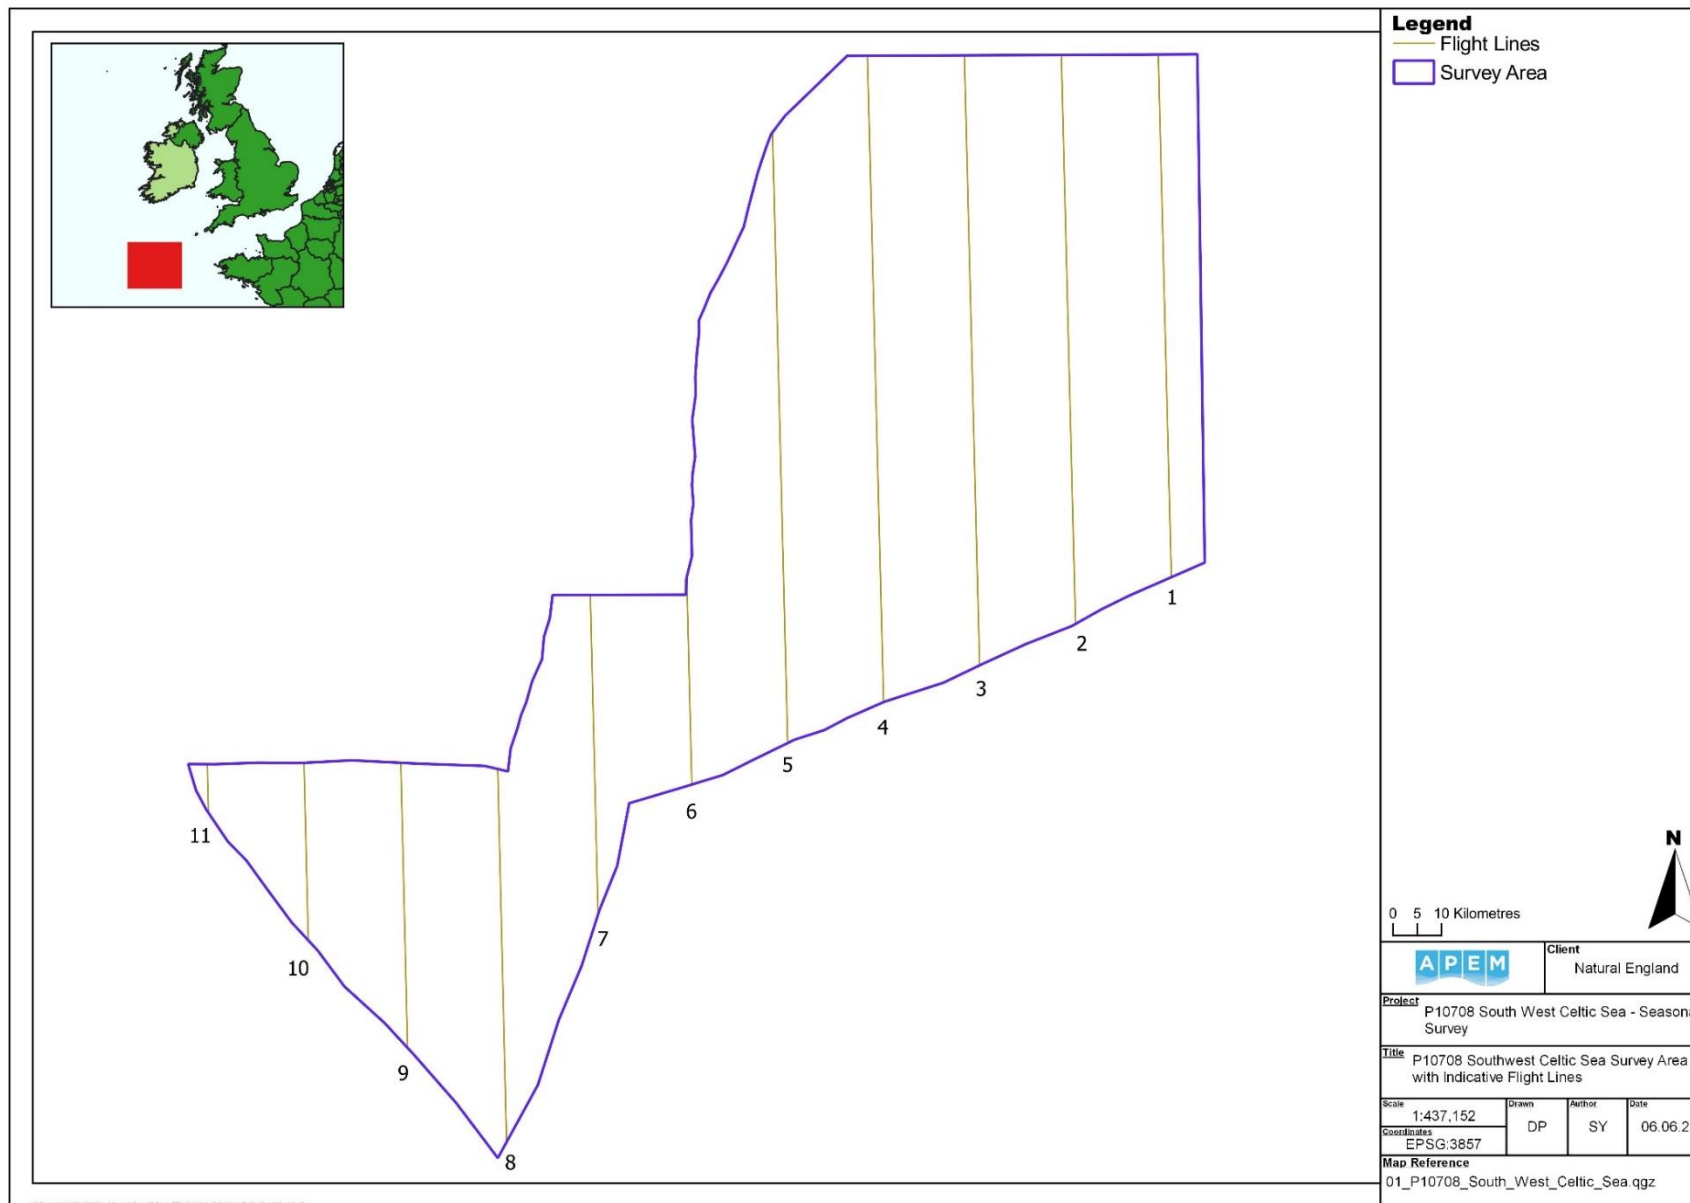 Legend
Flight Lines
Survey Area
1
2
3
4
5
6
7
8
9
10
11
N
0 5 10 Kilometres
APEM
Client
Natural England
Project
P10708 South West Celtic Sea - Season
Survey
Title
P10708 Southwest Celtic Sea Survey Area
with Indicative Flight Lines
Scale
1:437,152
Drawn
DP
Author
SY
Date
06.06.2
Coordinates
EPSG:3857
Map Reference
01_P10708_South_West_Celtic_Sea.qgz